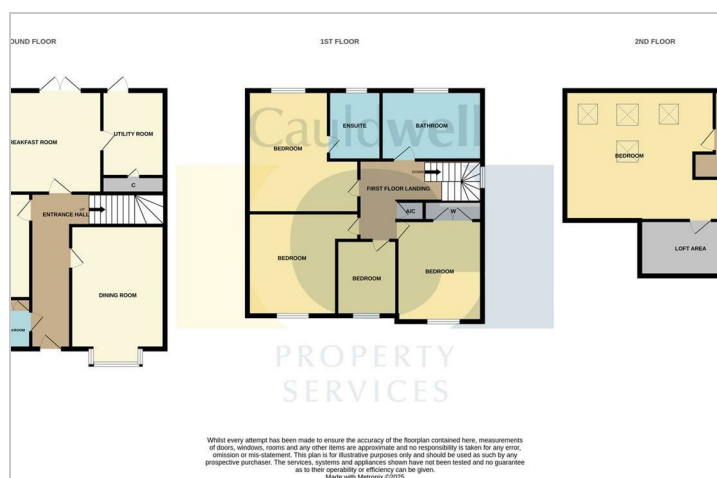 OUND FLOOR
1ST FLOOR
2ND FLOOR
REAKFAST ROOM
UTILITY ROOM
C
UP
ENTRANCE HALL
DINING ROOM
KROOM
Cauldwell
BEDROOM
ENSUITE
BATHROOM
DOWN
FIRST FLOOR LANDING
A/C
W
BEDROOM
BEDROOM
BEDROOM
BEDROOM
LOFT AREA
PROPERTY
SERVICES
Whilst every attempt has been made to ensure the accuracy of the floorplan contained here, measurements
of doors, windows, rooms and any other items are approximate and no responsibility is taken for any error,
omission or mis-statement. This plan is for illustrative purposes only and should be used as such by any
prospective purchaser. The services, systems and appliances shown have not been tested and no guarantee
as to their operability or efficiency can be given.
Made with Metropix ©2025